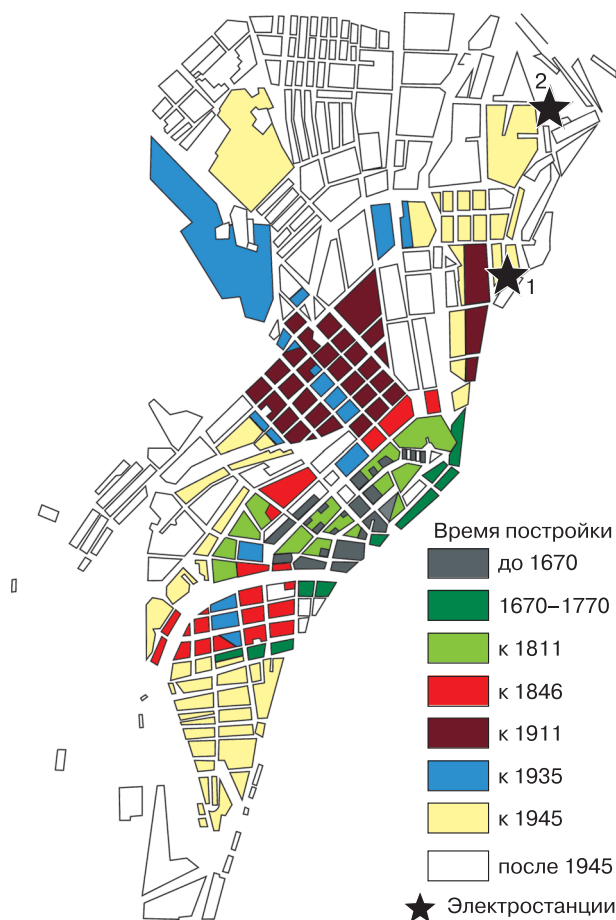 2
1
Время постройки
до 1670
1670–1770
к 1811
к 1846
к 1911
к 1935
к 1945
после 1945
Электростанции